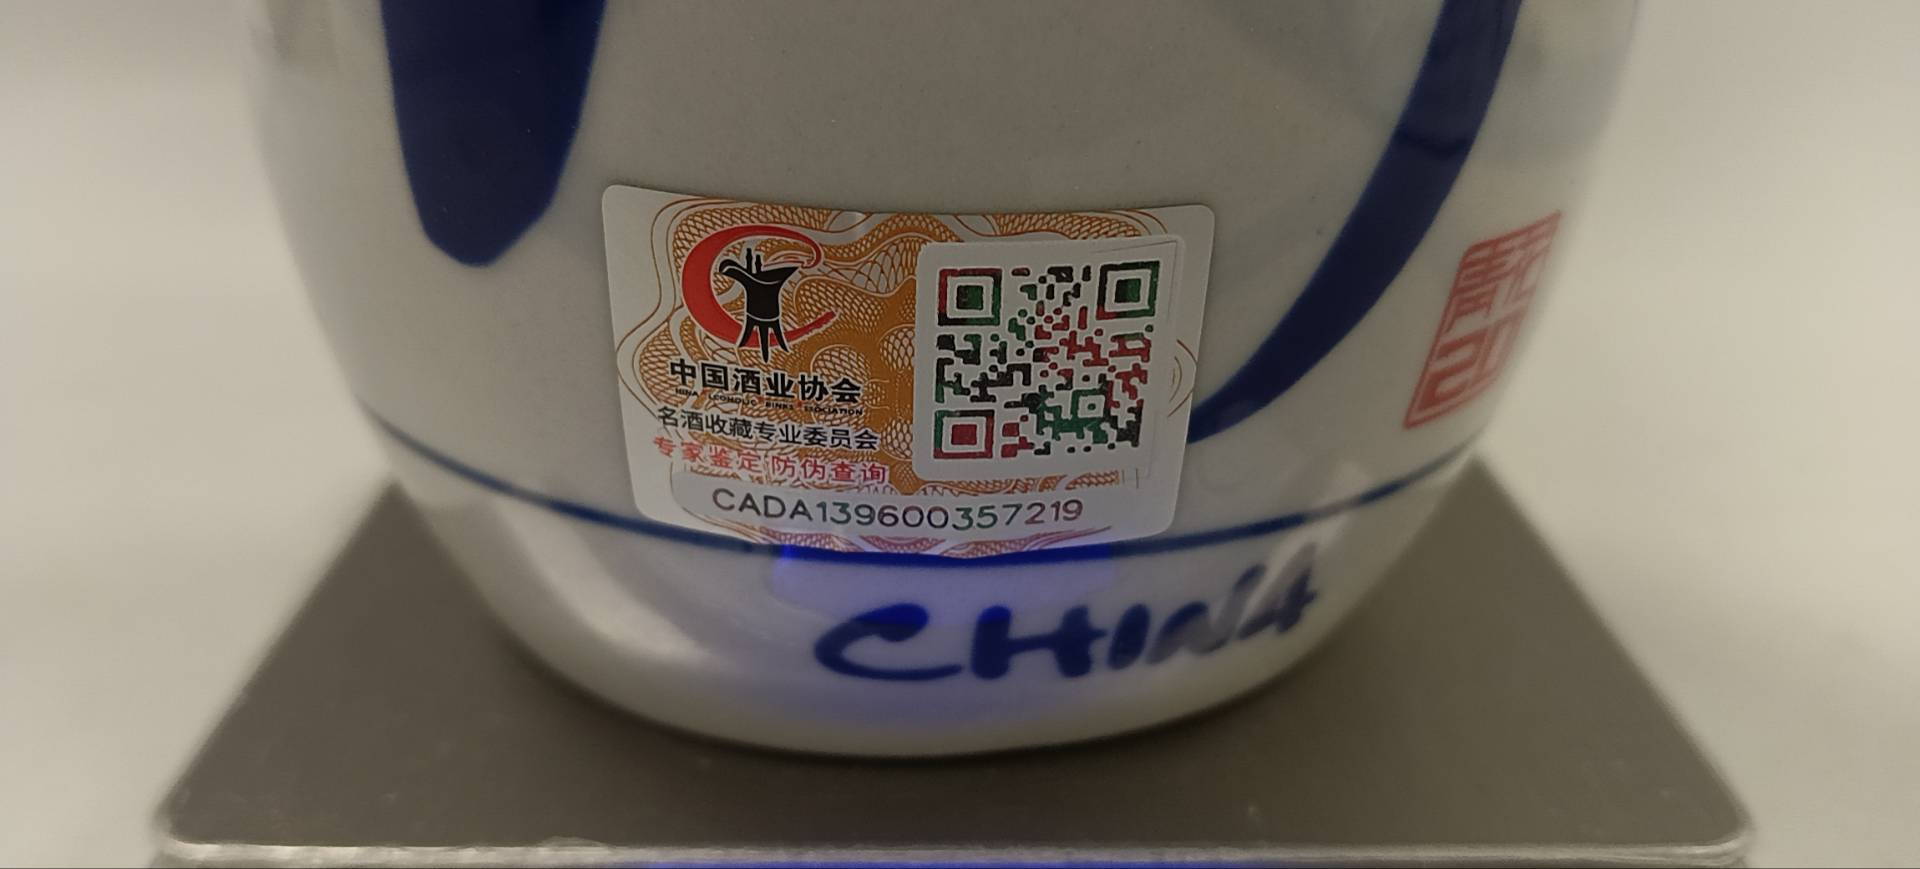 中国酒业协会
名酒收藏专业委员会
专家鉴定 防伪查询
CADA139600357219
CHINA